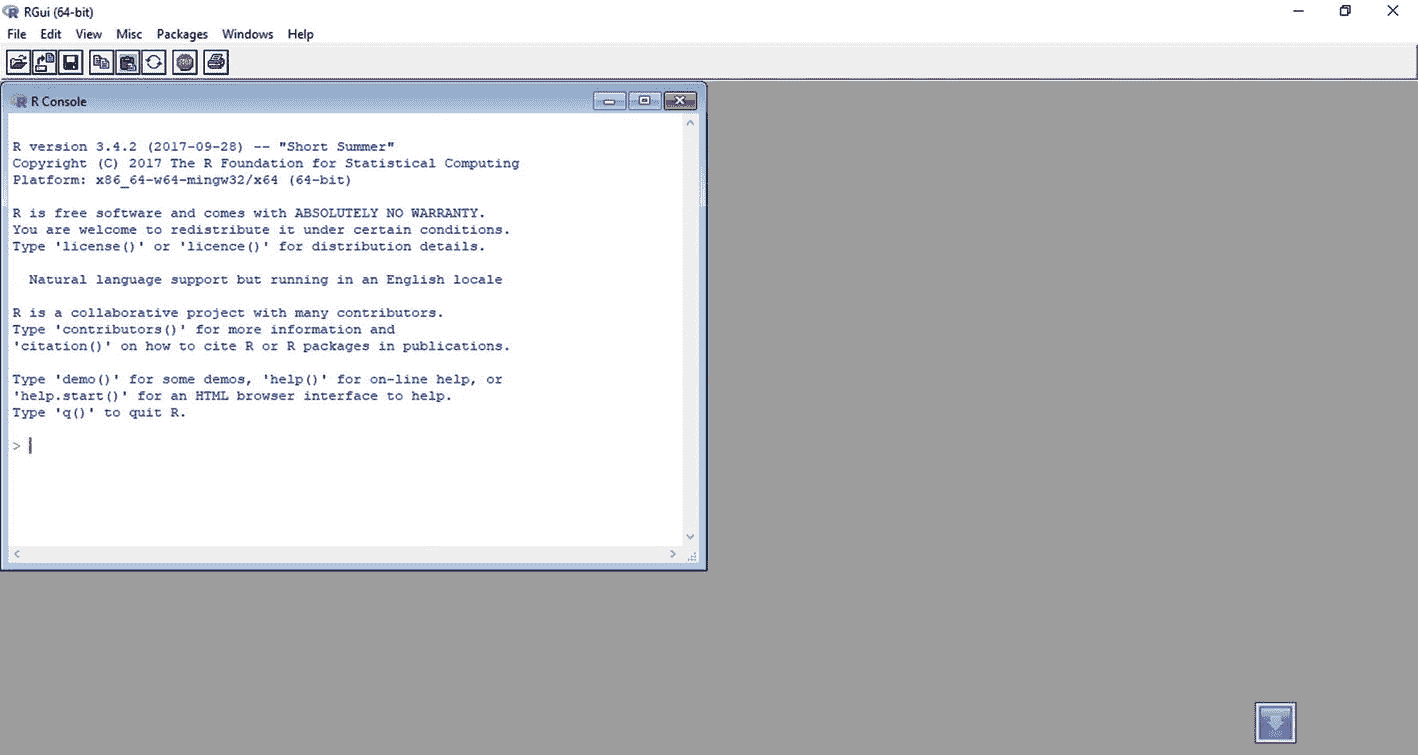 RGui (64-bit)
File Edit View Misc Packages Windows Help
R Console
R version 3.4.2 (2017-09-28) -- "Short Summer"
Copyright (C) 2017 The R Foundation for Statistical Computing
Platform: x86_64-w64-mingw32/x64 (64-bit)
R is free software and comes with ABSOLUTELY NO WARRANTY.
You are welcome to redistribute it under certain conditions.
Type 'license()' or 'licence()' for distribution details.
Natural language support but running in an English locale
R is a collaborative project with many contributors.
Type 'contributors()' for more information and
'citation()' on how to cite R or R packages in publications.
Type 'demo()' for some demos, 'help()' for on-line help, or
'help.start()' for an HTML browser interface to help.
Type 'q()' to quit R.
>